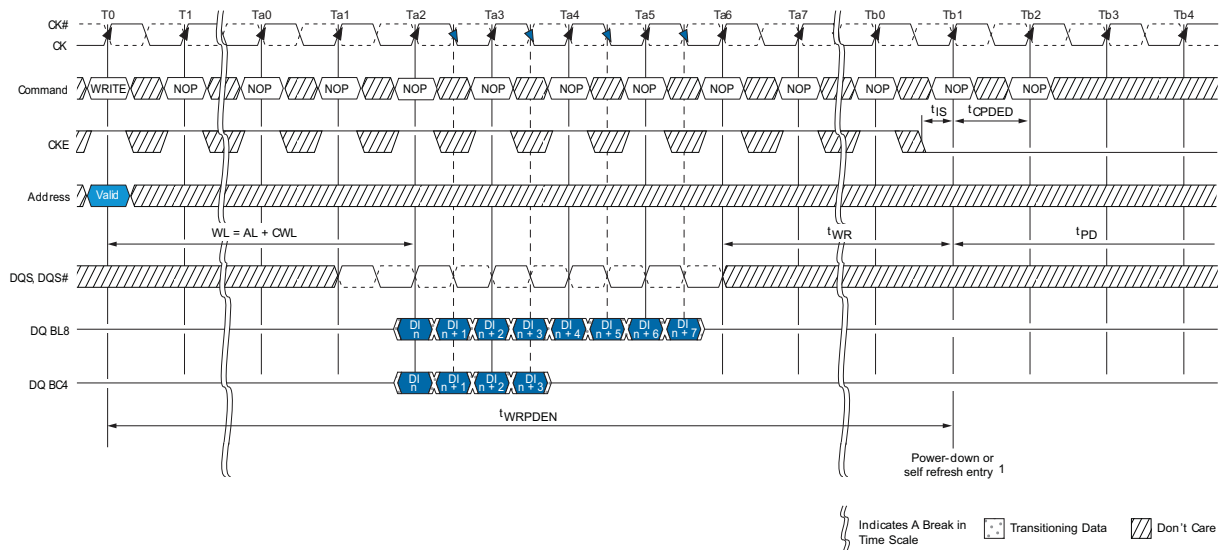 T0 T1 Ta0 Ta1 Ta2 Ta3 Ta4 Ta5 Ta6 Ta7 Tb0 Tb1 Tb2 Tb3 Tb4
CK#
CK
Command WRITE NOP NOP NOP NOP NOP NOP NOP NOP NOP NOP NOP NOP
tIS tCPDED
CKE
Address Valid
WL = AL + CWL tWR tPD
DQS, DQS#
DQ BL8 DI n DI n + 1 DI n + 2 DI n + 3 DI n + 4 DI n + 5 DI n + 6 DI n + 7
DQ BC4 DI n DI n + 1 DI n + 2 DI n + 3
tWRPDEN
Power-down or
self refresh entry 1
Indicates A Break in
Time Scale
Transitioning Data
Don't Care